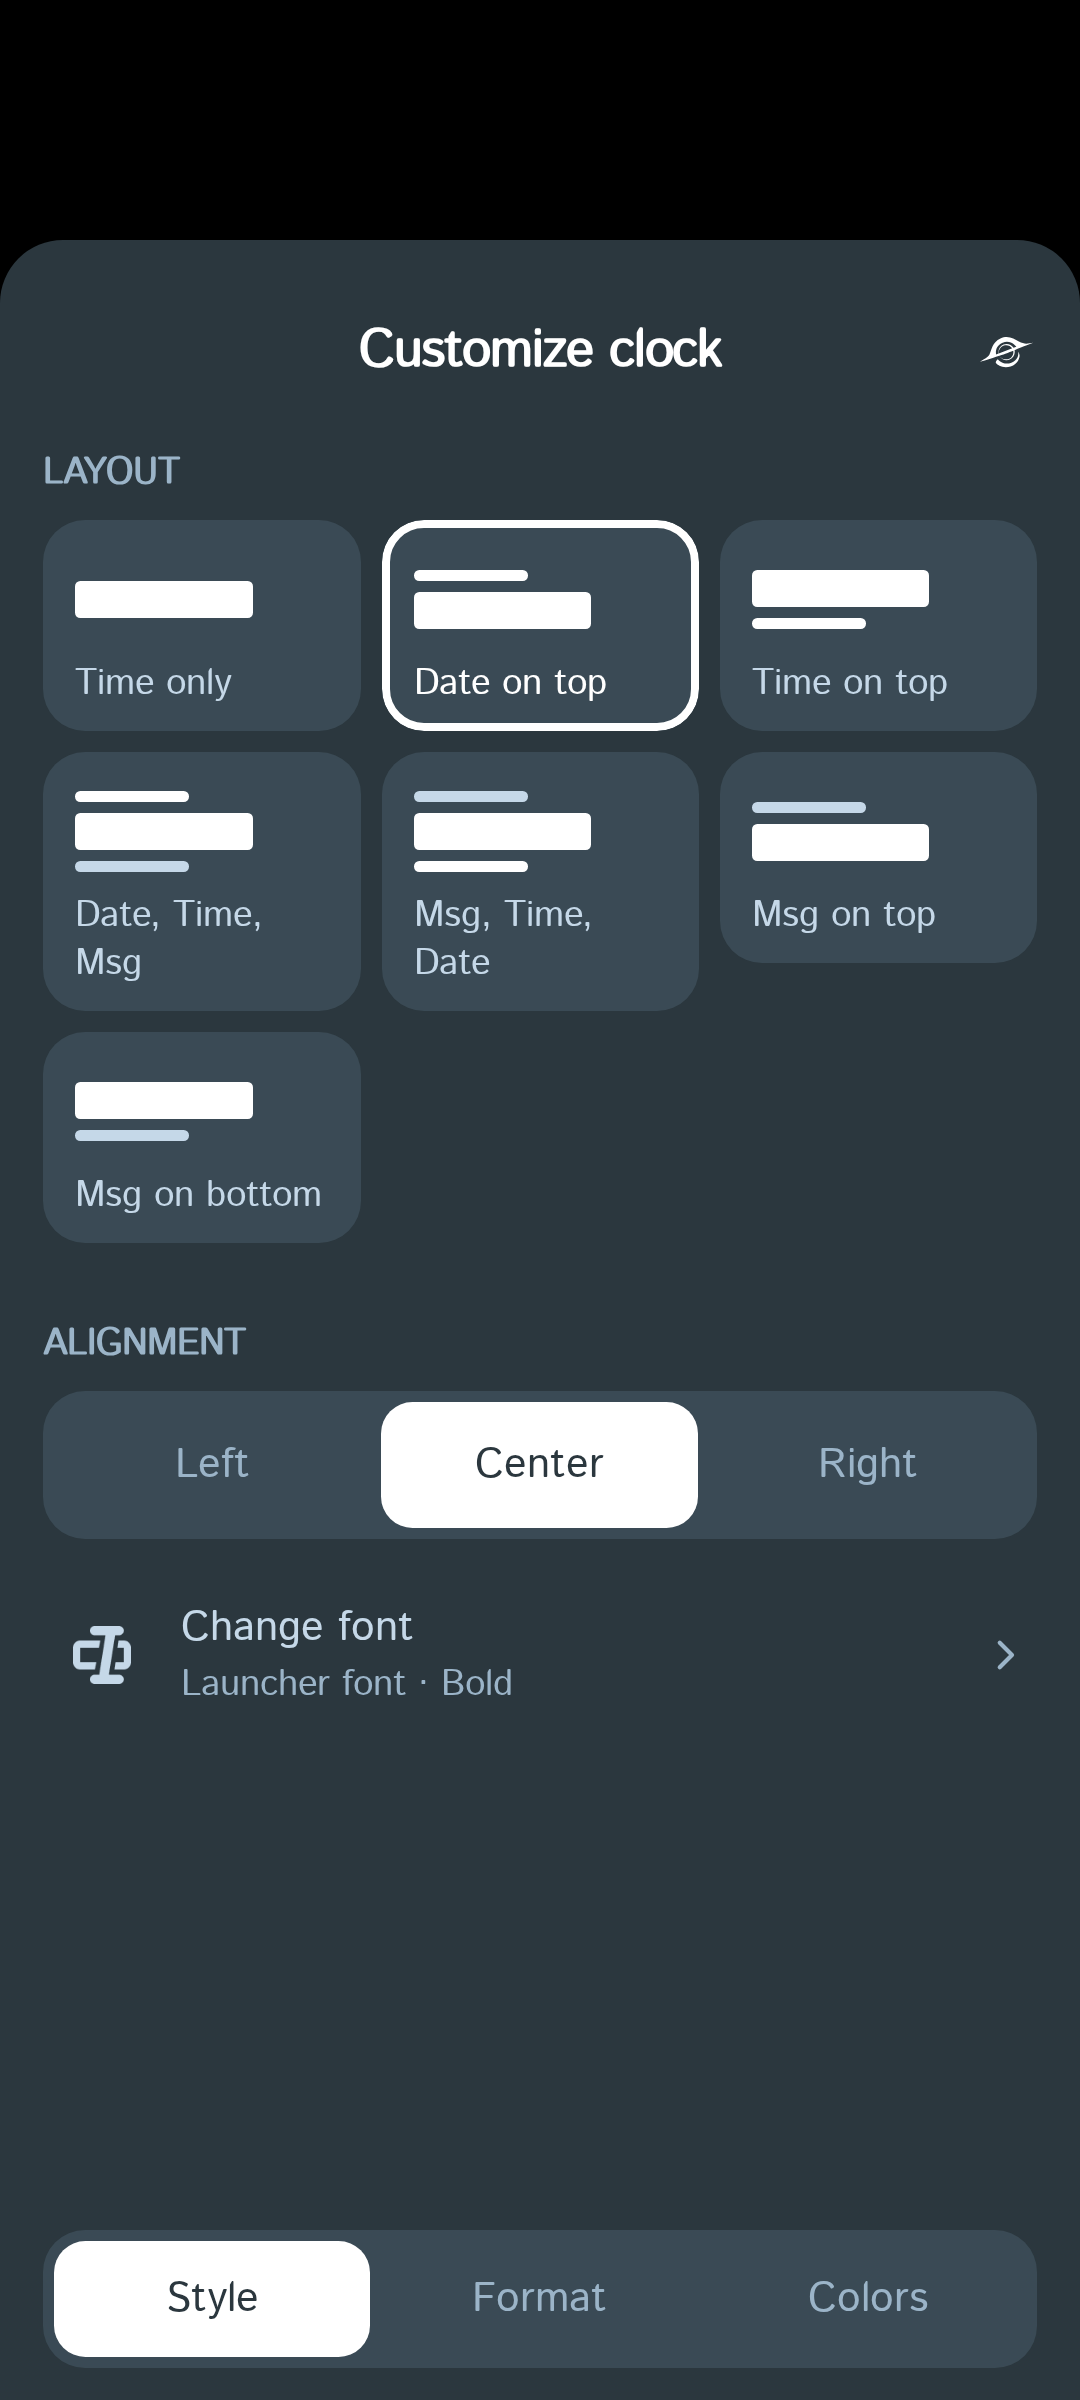 Customize clock
LAYOUT
Time only
Date on top
Time on top
Date, Time,
Msg
Msg, Time,
Date
Msg on top
Msg on bottom
ALIGNMENT
Left
Center
Right
Change font
Launcher font · Bold
Style
Format
Colors